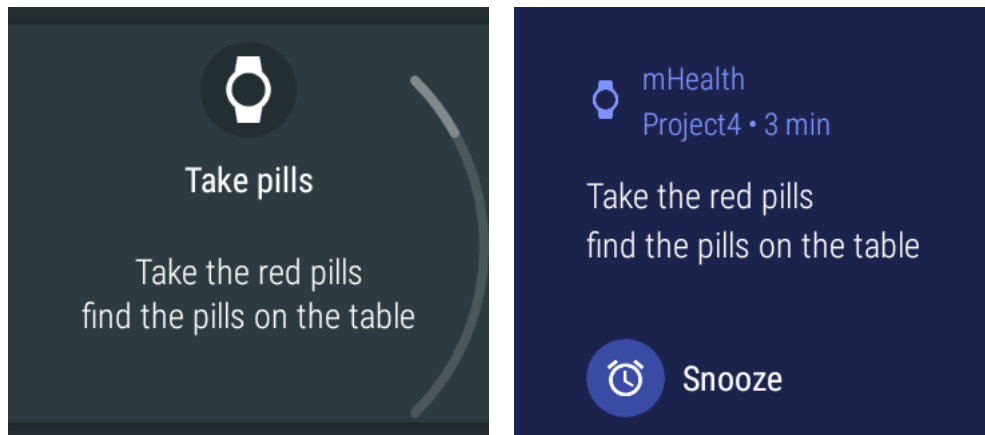 Take pills
Take the red pills
find the pills on the table
mHealth
Project4 • 3 min
Take the red pills
find the pills on the table
Snooze